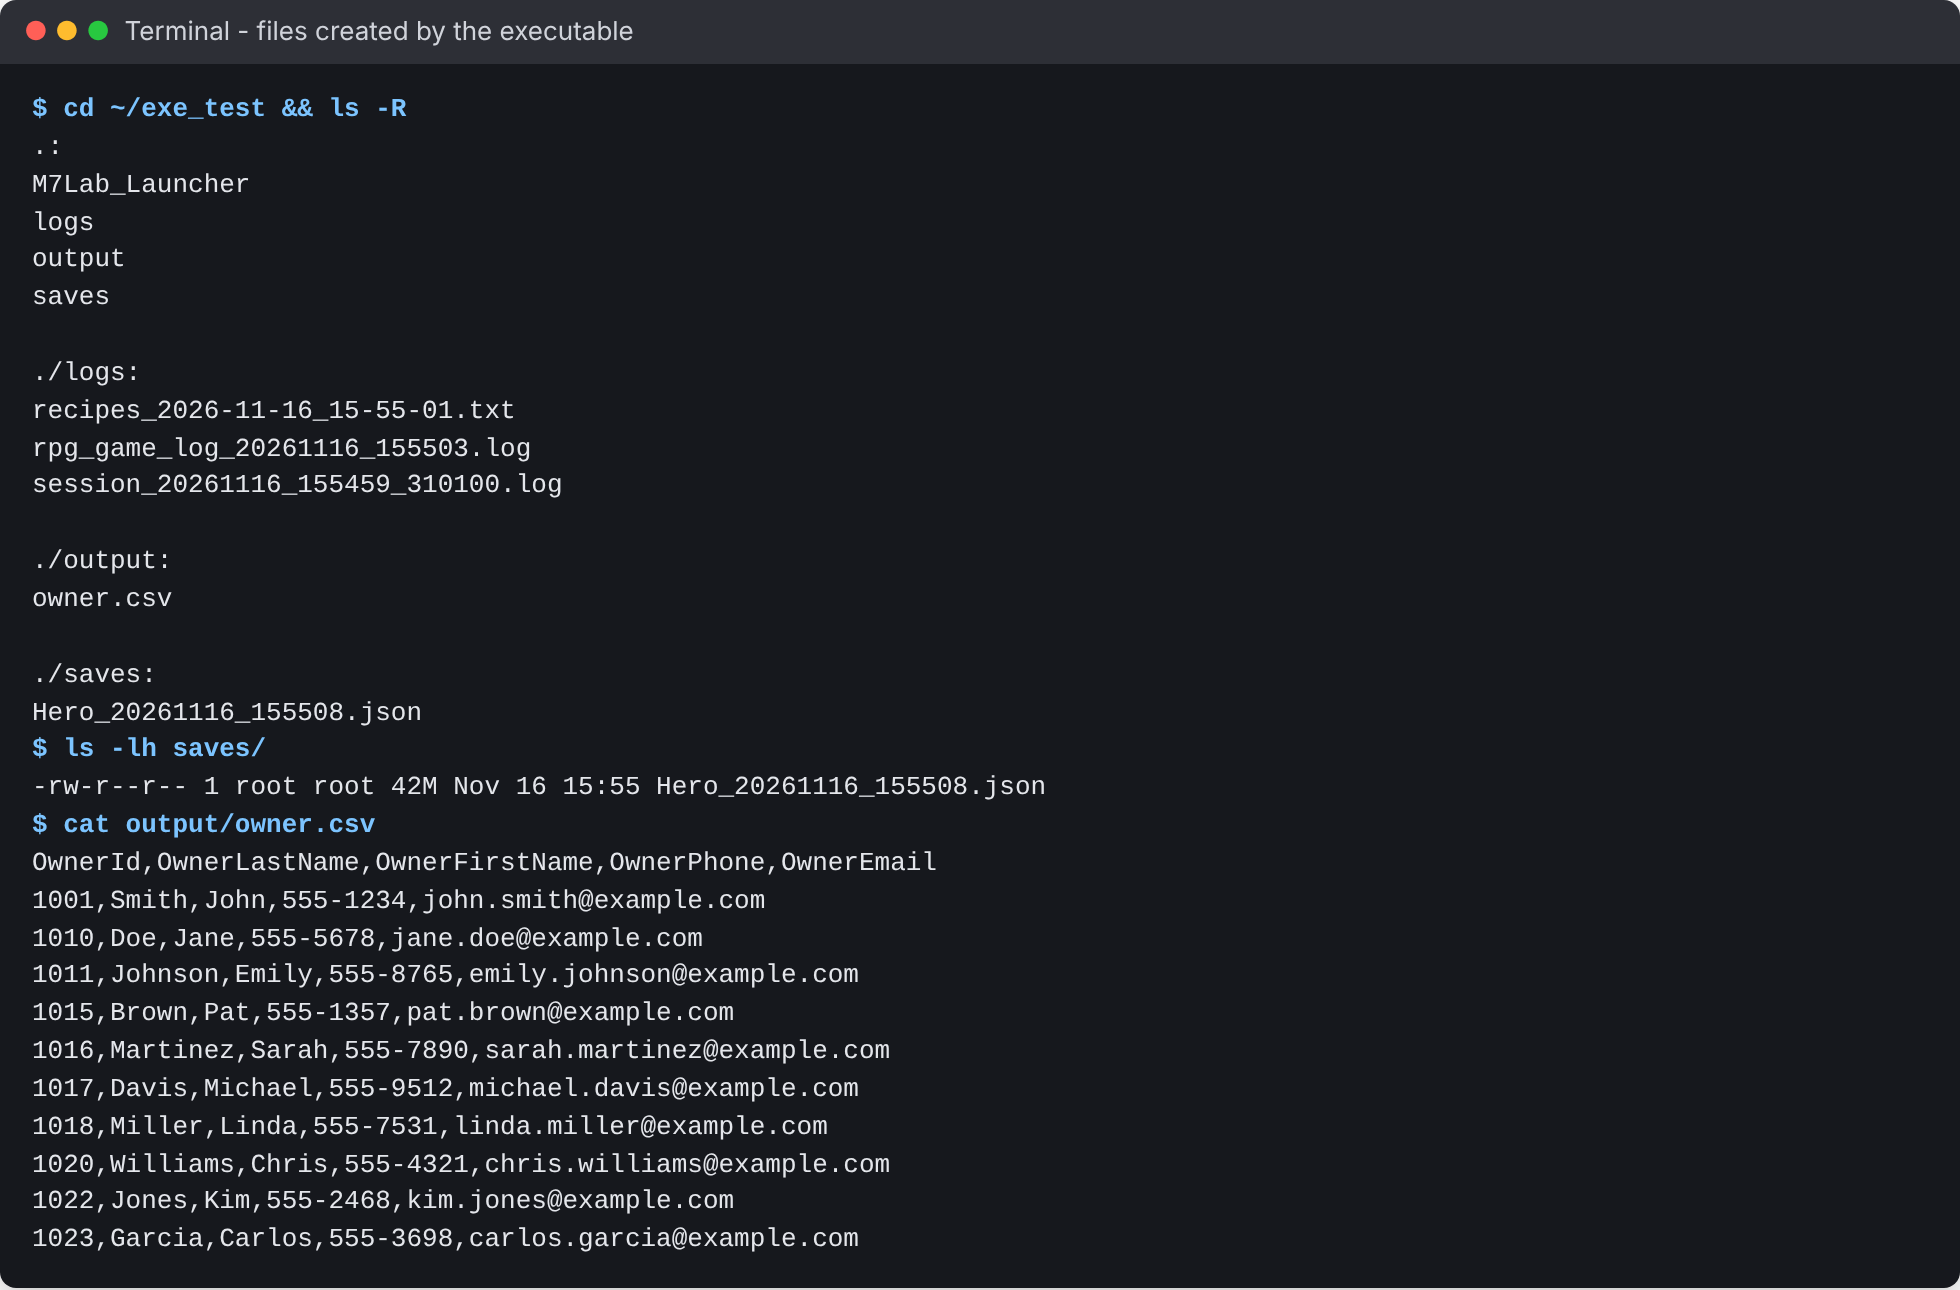 Terminal - files created by the executable
$ cd ~/exe_test && ls -R
.:
M7Lab_Launcher
logs
output
saves
./logs:
recipes_2026-11-16_15-55-01.txt
rpg_game_log_20261116_155503.log
session_20261116_155459_310100.log
./output:
owner.csv
./saves:
Hero_20261116_155508.json
$ ls -lh saves/
-rw-r--r-- 1 root root 42M Nov 16 15:55 Hero_20261116_155508.json
$ cat output/owner.csv
OwnerId,OwnerLastName,OwnerFirstName,OwnerPhone,OwnerEmail
1001,Smith,John,555-1234,john.smith@example.com
1010,Doe,Jane,555-5678,jane.doe@example.com
1011,Johnson,Emily,555-8765,emily.johnson@example.com
1015,Brown,Pat,555-1357,pat.brown@example.com
1016,Martinez,Sarah,555-7890,sarah.martinez@example.com
1017,Davis,Michael,555-9512,michael.davis@example.com
1018,Miller,Linda,555-7531,linda.miller@example.com
1020,Williams,Chris,555-4321,chris.williams@example.com
1022,Jones,Kim,555-2468,kim.jones@example.com
1023,Garcia,Carlos,555-3698,carlos.garcia@example.com